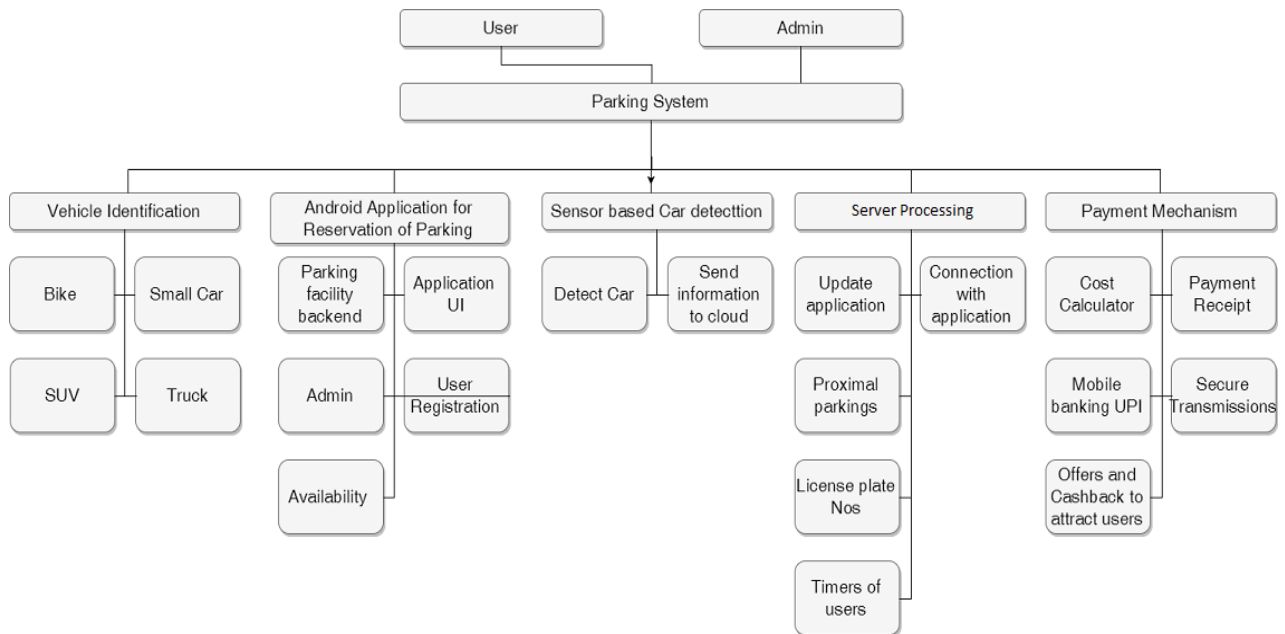 User
Admin
Parking System
Vehicle Identification
Android Application for
Reservation of Parking
Sensor based Car detecttion
Server Processing
Payment Mechanism
Bike
Small Car
SUV
Truck
Parking
facility
backend
Application
UI
Admin
User
Registration
Availability
Detect Car
Send
information
to cloud
Update
application
Connection
with
application
Proximal
parkings
License plate
Nos
Timers of
users
Cost
Calculator
Payment
Receipt
Mobile
banking UPI
Secure
Transmissions
Offers and
Cashback to
attract users